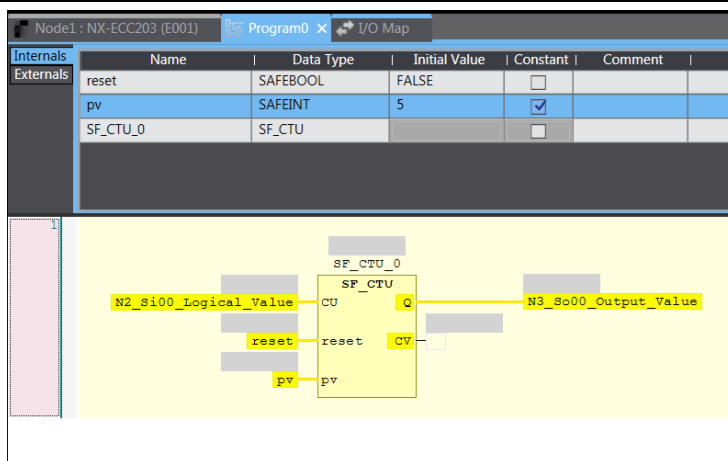 Node1 : NX-ECC203 (E001) Program0 X I/O Map
Internals Name Data Type Initial Value Constant Comment
Externals
reset SAFEBOOL FALSE
pv SAFEINT 5
SF_CTU_0 SF_CTU
1
SF_CTU_0
SF_CTU
N2_Si00_Logical_Value CU Q N3_So00_Output_Value
reset reset CV
pv pv